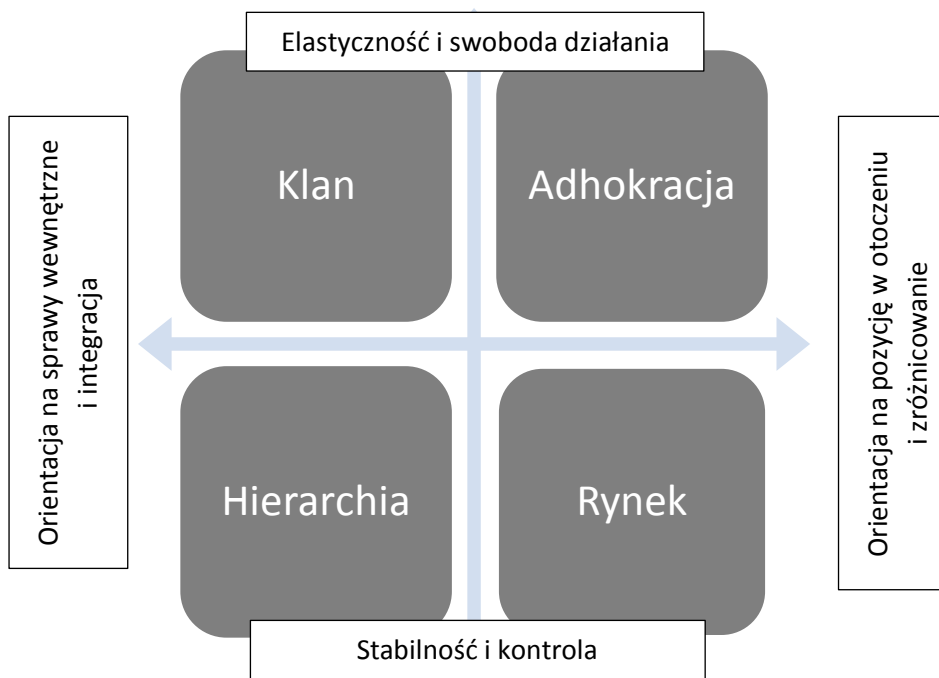 Elastyczność i swoboda działania
Orientacja na sprawy wewnętrzne
i integracja
Klan
Adhokracja
Orientacja na pozycję w otoczeniu
i zróżnicowanie
Hierarchia
Rynek
Stabilność i kontrola